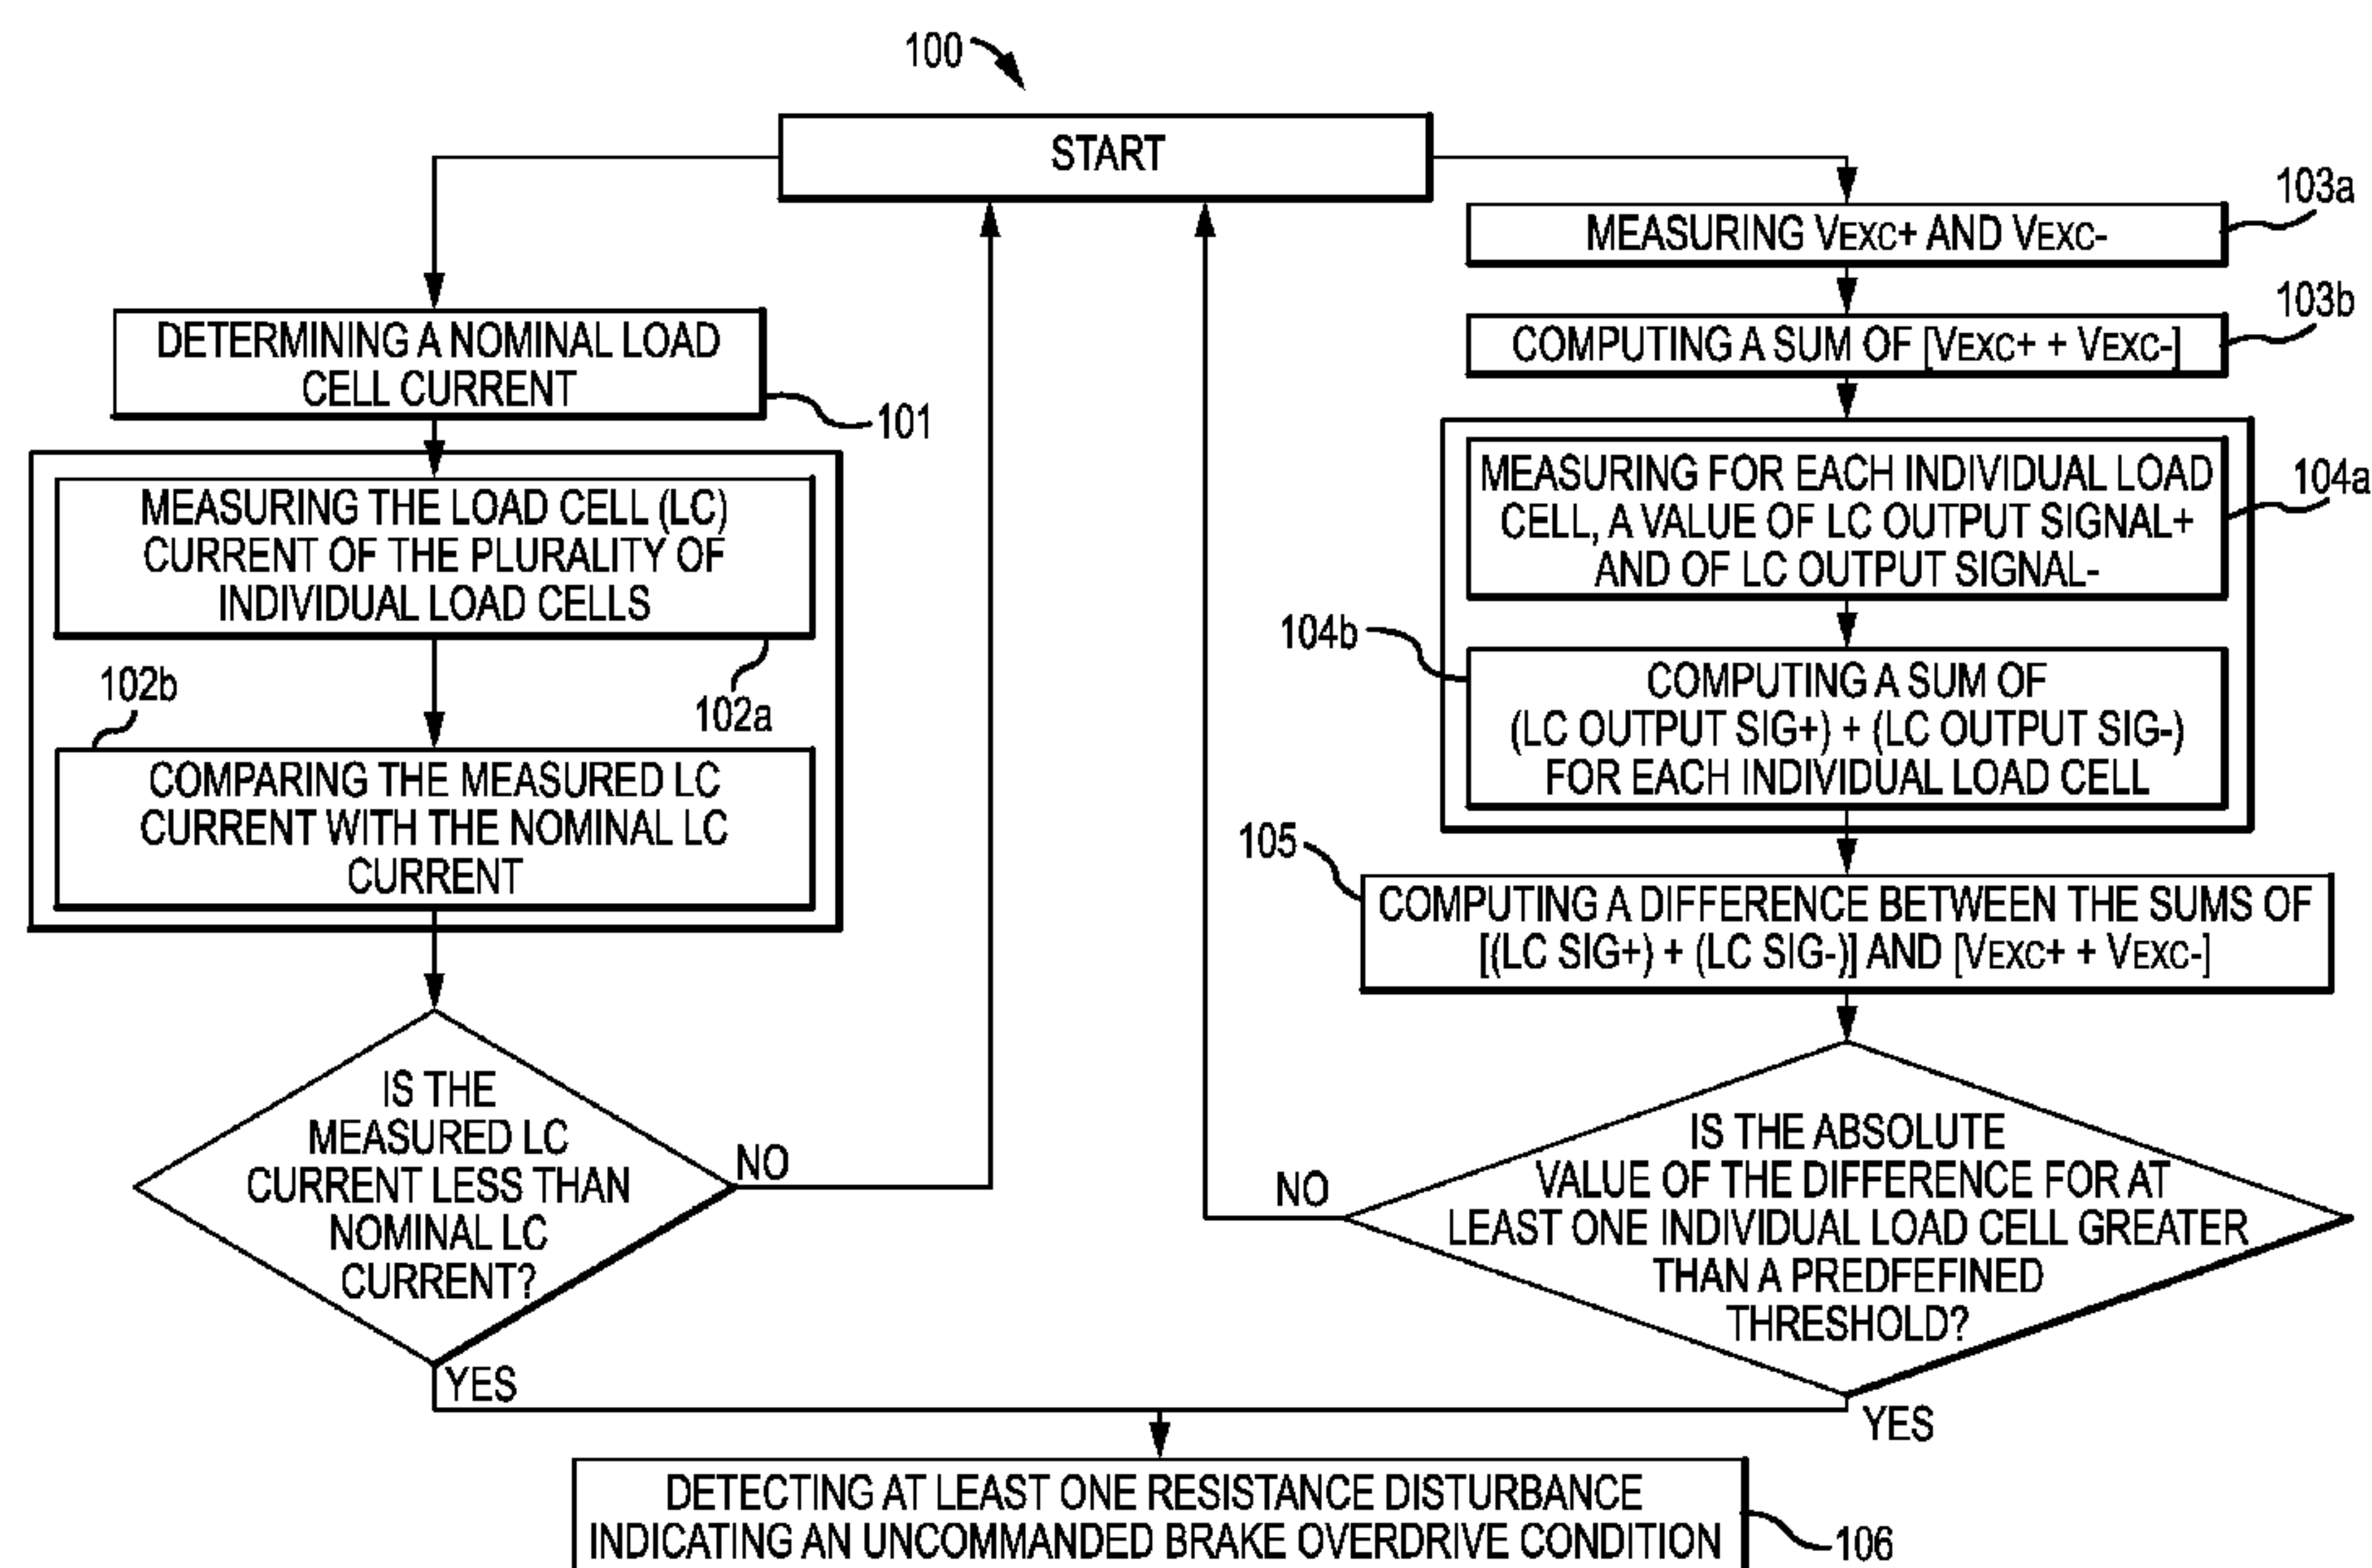 100
START
DETERMINING A NOMINAL LOAD
CELL CURRENT
101
MEASURING THE LOAD CELL (LC)
CURRENT OF THE PLURALITY OF
INDIVIDUAL LOAD CELLS
102a
102b
COMPARING THE MEASURED LC
CURRENT WITH THE NOMINAL LC
CURRENT
IS THE
MEASURED LC
CURRENT LESS THAN
NOMINAL LC
CURRENT?
NO
YES
MEASURING VEXC+ AND VEXC-
103a
COMPUTING A SUM OF [VEXC+ + VEXC-]
103b
MEASURING FOR EACH INDIVIDUAL LOAD
CELL, A VALUE OF LC OUTPUT SIGNAL+
AND OF LC OUTPUT SIGNAL-
104a
104b
COMPUTING A SUM OF
(LC OUTPUT SIG+) + (LC OUTPUT SIG-)
FOR EACH INDIVIDUAL LOAD CELL
105
COMPUTING A DIFFERENCE BETWEEN THE SUMS OF
[(LC SIG+) + (LC SIG-)] AND [VEXC+ + VEXC-]
IS THE ABSOLUTE
VALUE OF THE DIFFERENCE FOR AT
LEAST ONE INDIVIDUAL LOAD CELL GREATER
THAN A PREDFEFINED
THRESHOLD?
NO
YES
DETECTING AT LEAST ONE RESISTANCE DISTURBANCE
INDICATING AN UNCOMMANDED BRAKE OVERDRIVE CONDITION
106